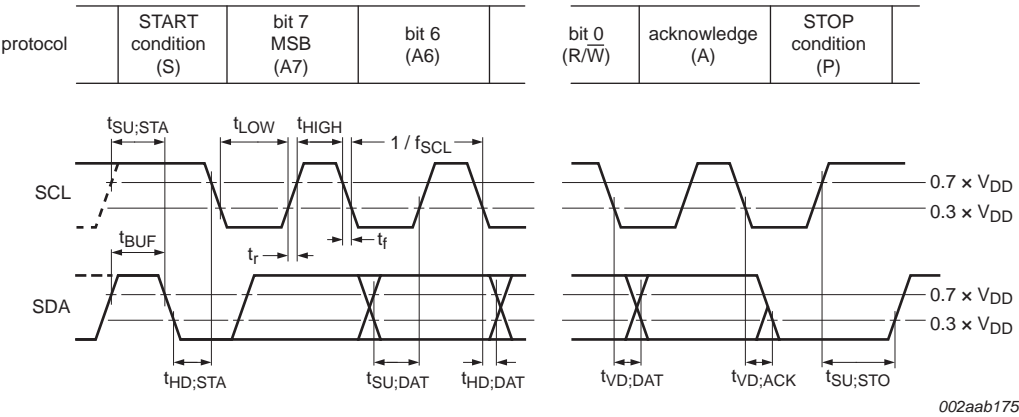 protocol
START
condition
(S)
bit 7
MSB
(A7)
bit 6
(A6)
bit 0
(R/W̅)
acknowledge
(A)
STOP
condition
(P)
tSU;STA
tLOW
tHIGH
1 / fSCL
SCL
0.7 × VDD
0.3 × VDD
tBUF
tr
tf
SDA
0.7 × VDD
0.3 × VDD
tHD;STA
tSU;DAT
tHD;DAT
tVD;DAT
tVD;ACK
tSU;STO
002aab175